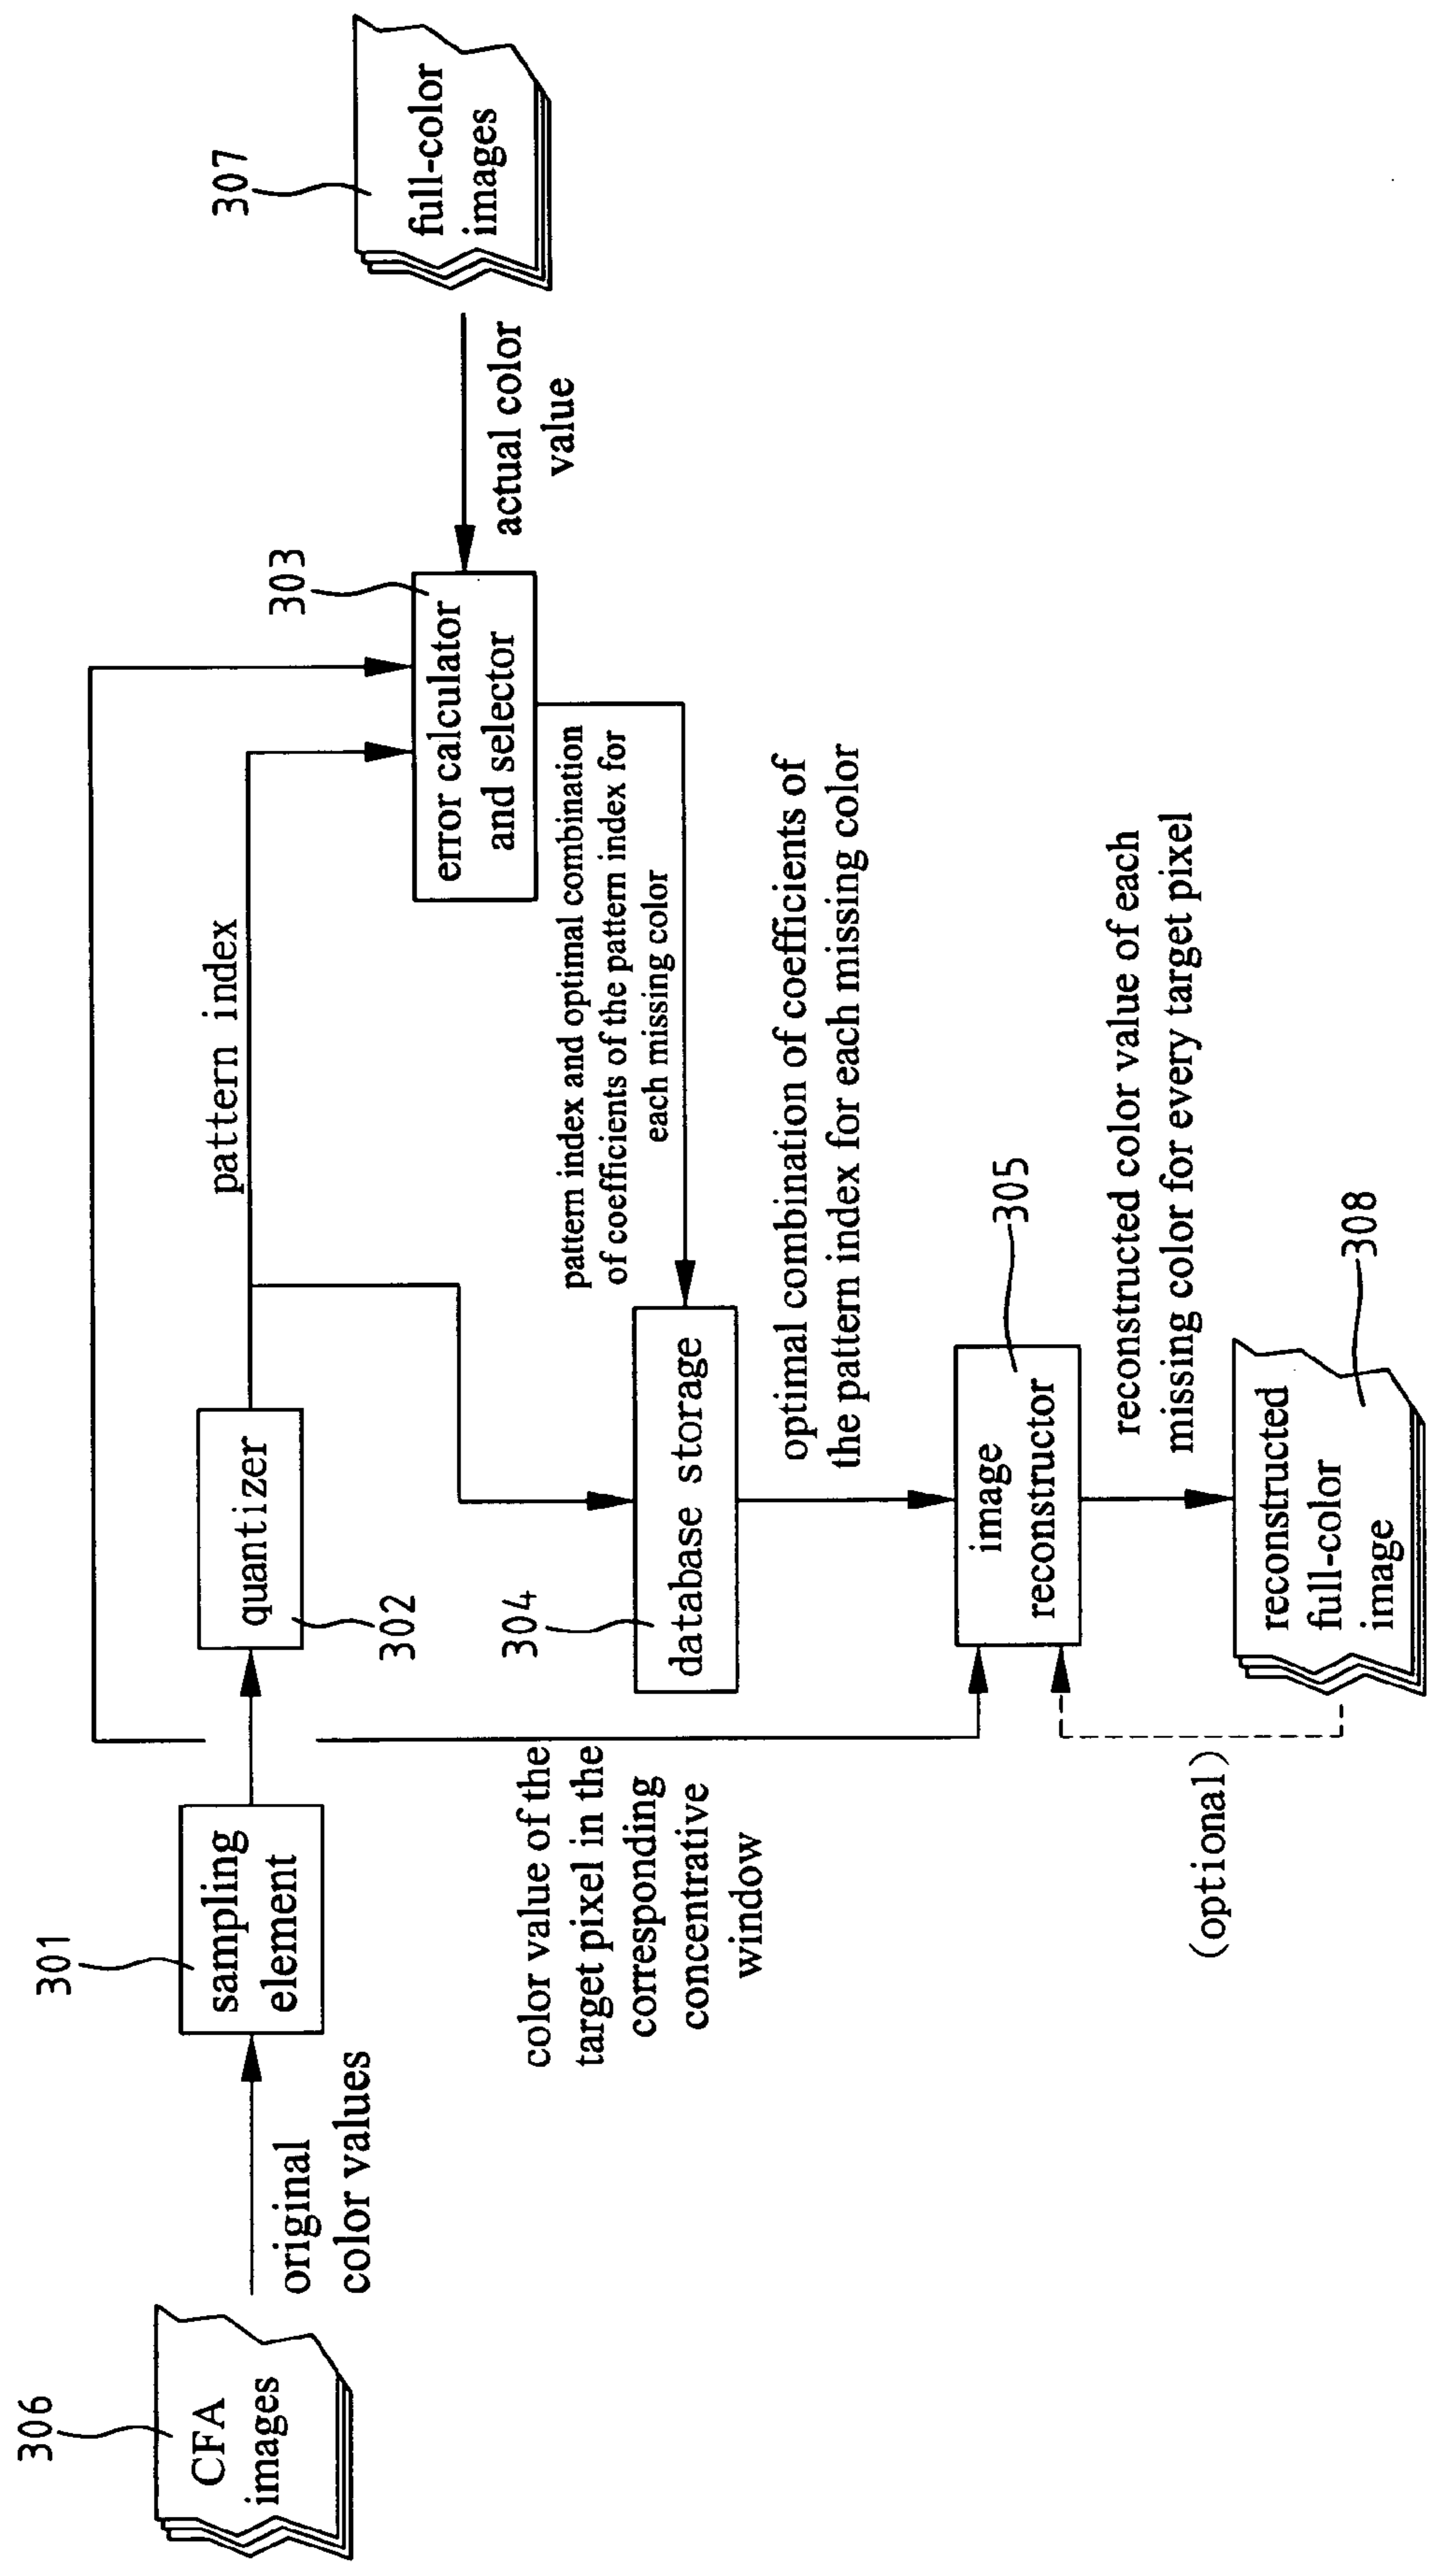 306
CFA
images
original
color values
301
sampling
element
302
quantizer
pattern index
303
error calculator
and selector
307
full-color
images
actual color
value
pattern index and optimal combination
of coefficients of the pattern index for
each missing color
304
database storage
color value of the
target pixel in the
corresponding
concentrative
window
optimal combination of coefficients of
the pattern index for each missing color
305
image
reconstructor
reconstructed color value of each
missing color for every target pixel
(optional)
308
reconstructed
full-color
image